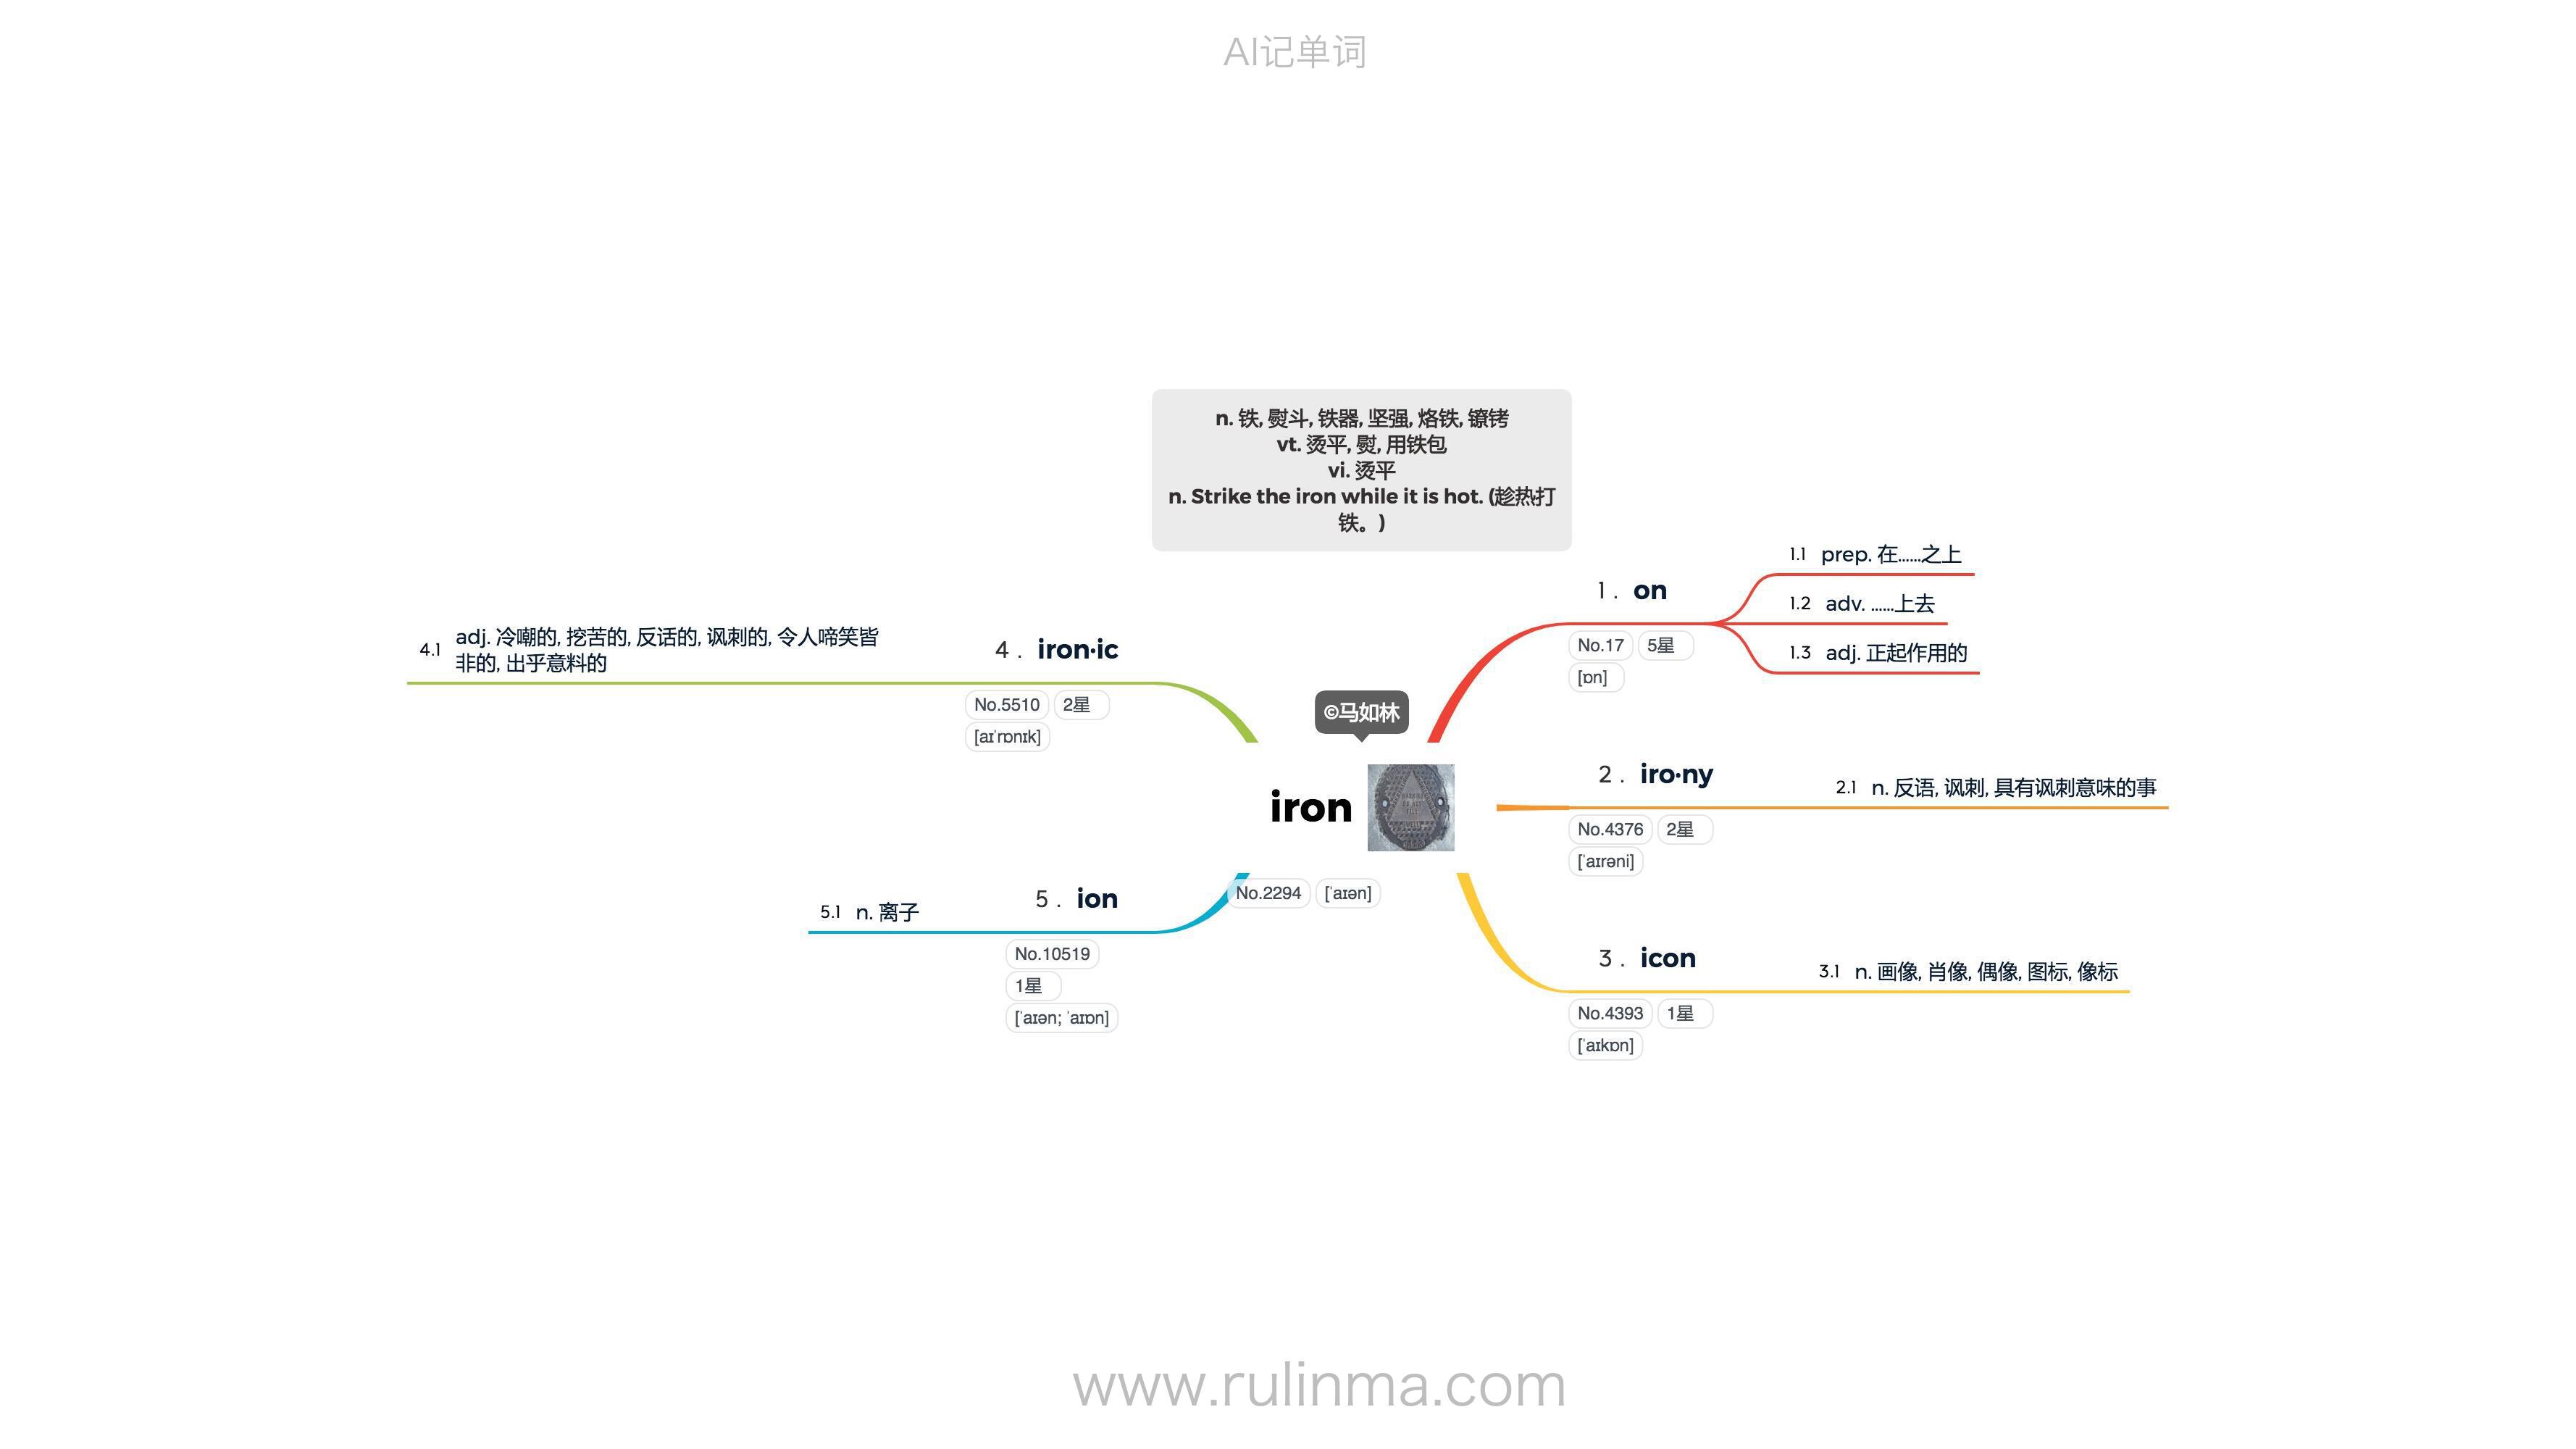 AI记单词
n. 铁, 熨斗, 铁器, 坚强, 烙铁, 镣铐
vt. 烫平, 熨, 用铁包
vi. 烫平
n. Strike the iron while it is hot. (趁热打
铁。)
©马如林
iron
No.2294 [ˈaɪən]
1 . on
No.17 5星
[ɒn]
1.1 prep. 在......之上
1.2 adv. ......上去
1.3 adj. 正起作用的
2 . iro·ny
No.4376 2星
[ˈaɪrəni]
2.1 n. 反语, 讽刺, 具有讽刺意味的事
3 . icon
No.4393 1星
[ˈaɪkɒn]
3.1 n. 画像, 肖像, 偶像, 图标, 像标
4 . iron·ic
No.5510 2星
[aɪˈrɒnɪk]
4.1 adj. 冷嘲的, 挖苦的, 反话的, 讽刺的, 令人啼笑皆
非的, 出乎意料的
5 . ion
No.10519
1星
[ˈaɪən; ˈaɪɒn]
5.1 n. 离子
www.rulinma.com